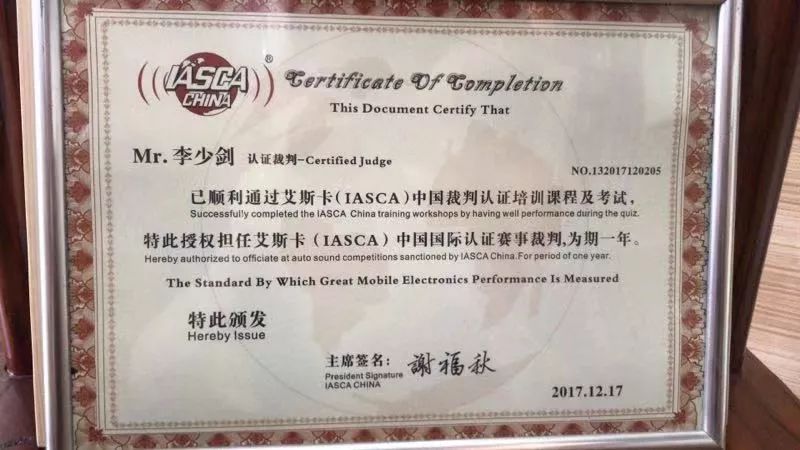 IASCA
CHINA
®
Certificate Of Completion
This Document Certify That
Mr. 李少剑 认证裁判-Certified Judge
NO.132017120205
已顺利通过艾斯卡(IASCA)中国裁判认证培训课程及考试,
Successfully completed the IASCA China training workshops by having well performance during the quiz.
特此授权担任艾斯卡(IASCA)中国国际认证赛事裁判,为期一年。
Hereby authorized to officiate at auto sound competitions sanctioned by IASCA China.For period of one year.
The Standard By Which Great Mobile Electronics Performance Is Measured
特此颁发
Hereby Issue
主席签名: 謝福秋
President Signature
IASCA CHINA
2017.12.17